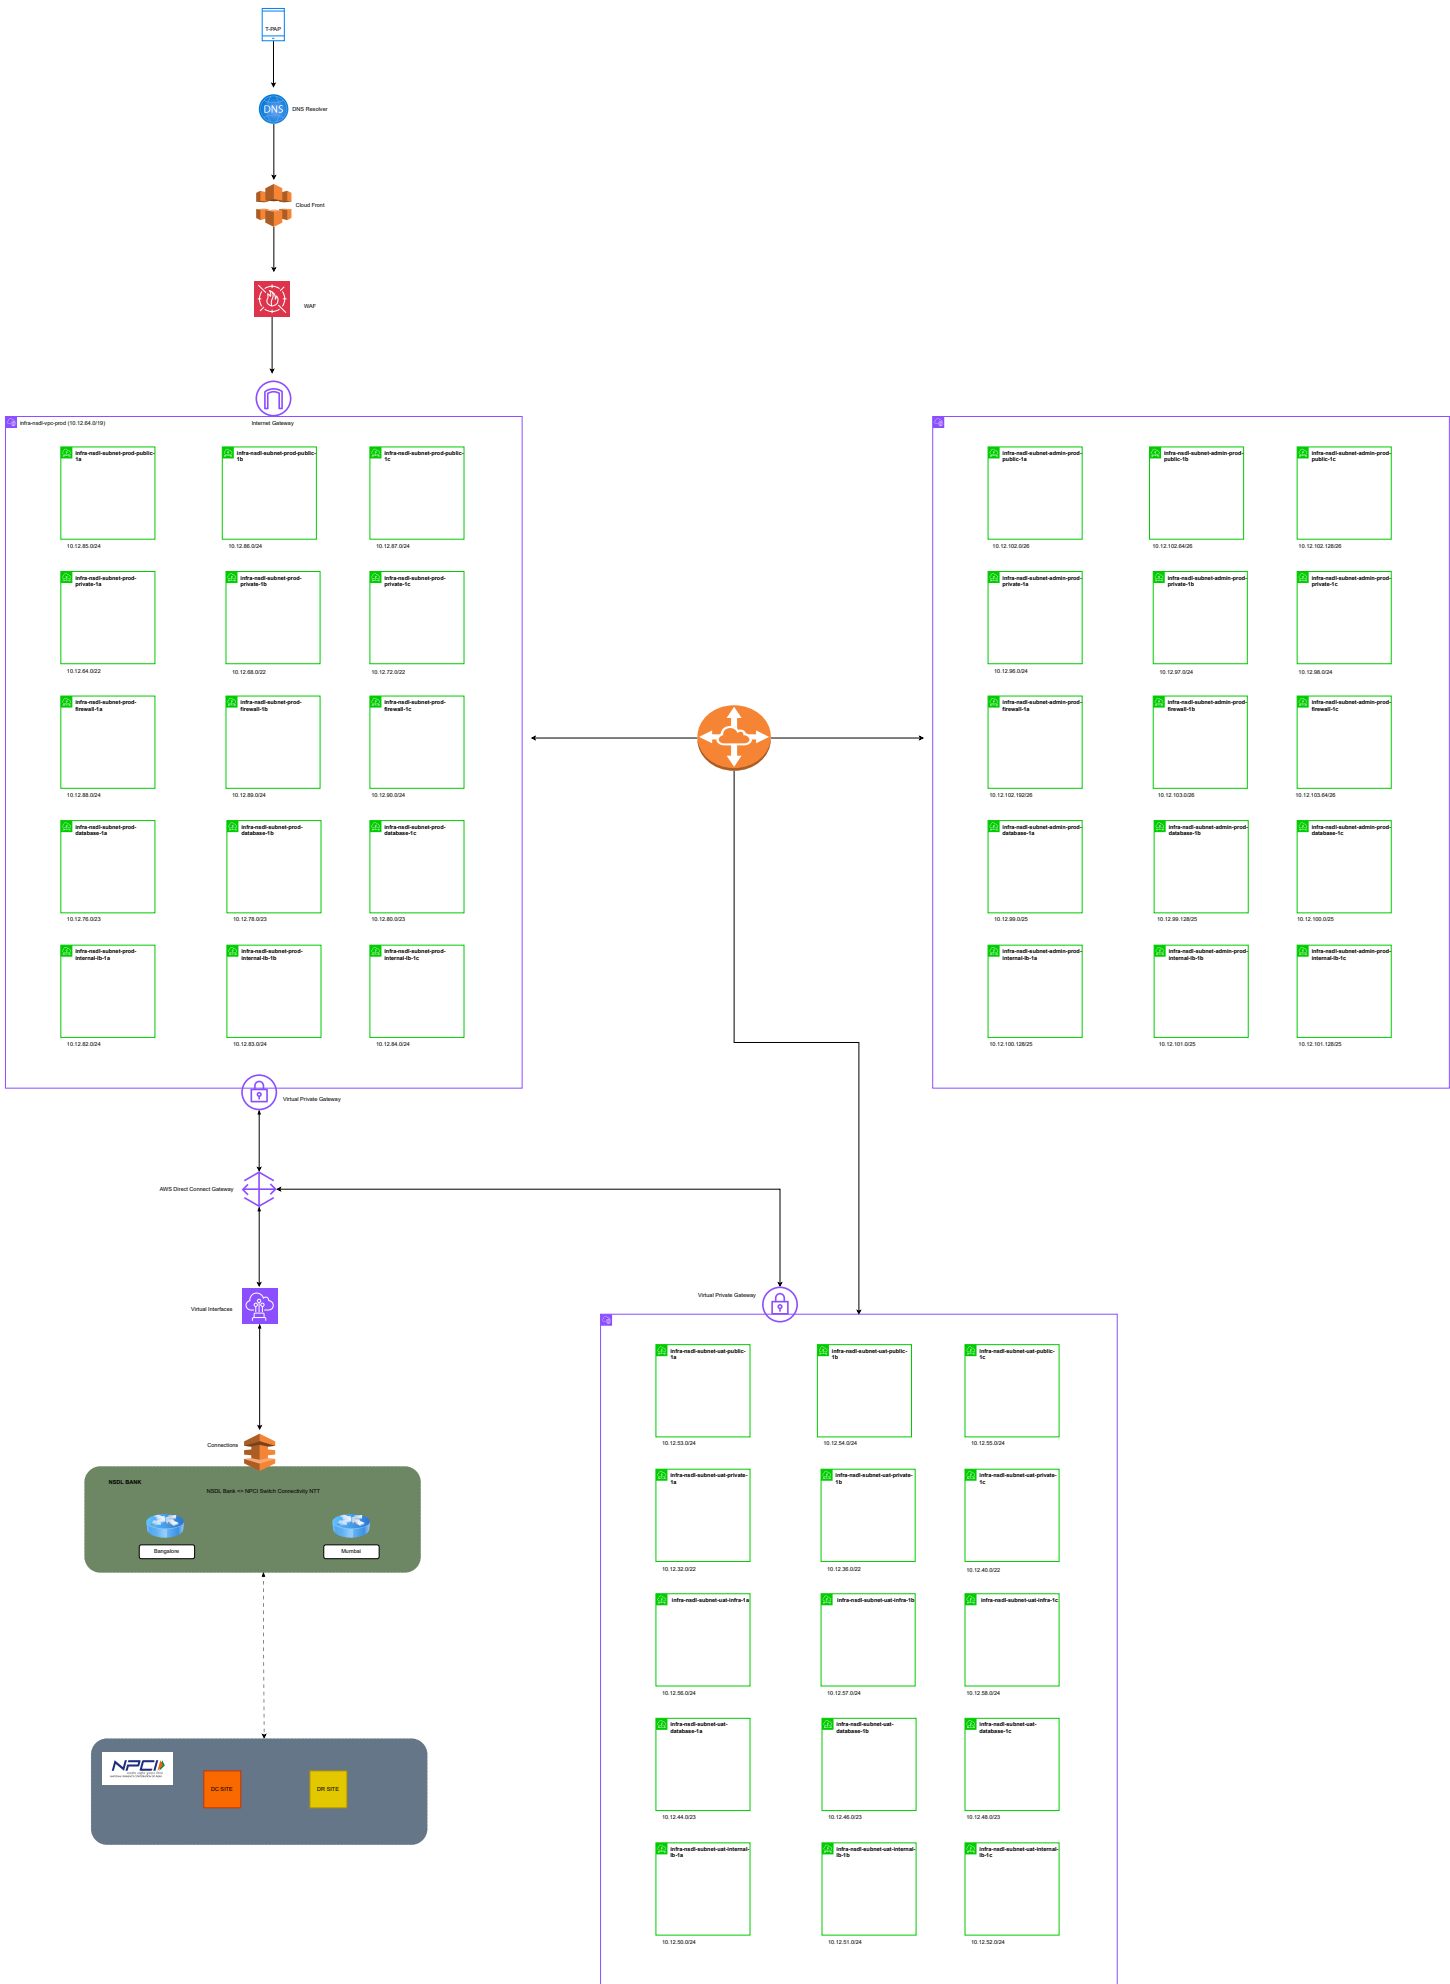 T-PAP
DNS
DNS Resolver
Cloud Front
WAF
infra-nsdl-vpc-prod (10.12.64.0/19)
Internet Gateway
infra-nsdl-subnet-prod-public-
1a
10.12.85.0/24
infra-nsdl-subnet-prod-public-
1b
10.12.86.0/24
infra-nsdl-subnet-prod-public-
1c
10.12.87.0/24
infra-nsdl-subnet-prod-
private-1a
10.12.64.0/22
infra-nsdl-subnet-prod-
private-1b
10.12.68.0/22
infra-nsdl-subnet-prod-
private-1c
10.12.72.0/22
infra-nsdl-subnet-prod-
firewall-1a
10.12.88.0/24
infra-nsdl-subnet-prod-
firewall-1b
10.12.89.0/24
infra-nsdl-subnet-prod-
firewall-1c
10.12.90.0/24
infra-nsdl-subnet-prod-
database-1a
10.12.76.0/23
infra-nsdl-subnet-prod-
database-1b
10.12.78.0/23
infra-nsdl-subnet-prod-
database-1c
10.12.80.0/23
infra-nsdl-subnet-prod-
internal-lb-1a
10.12.82.0/24
infra-nsdl-subnet-prod-
internal-lb-1b
10.12.83.0/24
infra-nsdl-subnet-prod-
internal-lb-1c
10.12.84.0/24
infra-nsdl-subnet-admin-prod-
public-1a
10.12.102.0/26
infra-nsdl-subnet-admin-prod-
public-1b
10.12.102.64/26
infra-nsdl-subnet-admin-prod-
public-1c
10.12.102.128/26
infra-nsdl-subnet-admin-prod-
private-1a
10.12.96.0/24
infra-nsdl-subnet-admin-prod-
private-1b
10.12.97.0/24
infra-nsdl-subnet-admin-prod-
private-1c
10.12.98.0/24
infra-nsdl-subnet-admin-prod-
firewall-1a
10.12.102.192/26
infra-nsdl-subnet-admin-prod-
firewall-1b
10.12.103.0/26
infra-nsdl-subnet-admin-prod-
firewall-1c
10.12.103.64/26
infra-nsdl-subnet-admin-prod-
database-1a
10.12.99.0/25
infra-nsdl-subnet-admin-prod-
database-1b
10.12.99.128/25
infra-nsdl-subnet-admin-prod-
database-1c
10.12.100.0/25
infra-nsdl-subnet-admin-prod-
internal-lb-1a
10.12.100.128/25
infra-nsdl-subnet-admin-prod-
internal-lb-1b
10.12.101.0/25
infra-nsdl-subnet-admin-prod-
internal-lb-1c
10.12.101.128/25
Virtual Private Gateway
AWS Direct Connect Gateway
Virtual Interfaces
Connections
NSDL BANK
NSDL Bank <> NPCI Switch Connectivity NTT
Bangalore
Mumbai
NPCI
DC SITE
DR SITE
Virtual Private Gateway
infra-nsdl-subnet-uat-public-
1a
10.12.53.0/24
infra-nsdl-subnet-uat-public-
1b
10.12.54.0/24
infra-nsdl-subnet-uat-public-
1c
10.12.55.0/24
infra-nsdl-subnet-uat-private-
1a
10.12.32.0/22
infra-nsdl-subnet-uat-private-
1b
10.12.36.0/22
infra-nsdl-subnet-uat-private-
1c
10.12.40.0/22
infra-nsdl-subnet-uat-infra-1a
10.12.56.0/24
infra-nsdl-subnet-uat-infra-1b
10.12.57.0/24
infra-nsdl-subnet-uat-infra-1c
10.12.58.0/24
infra-nsdl-subnet-uat-
database-1a
10.12.44.0/23
infra-nsdl-subnet-uat-
database-1b
10.12.46.0/23
infra-nsdl-subnet-uat-
database-1c
10.12.48.0/23
infra-nsdl-subnet-uat-internal-
lb-1a
10.12.50.0/24
infra-nsdl-subnet-uat-internal-
lb-1b
10.12.51.0/24
infra-nsdl-subnet-uat-internal-
lb-1c
10.12.52.0/24